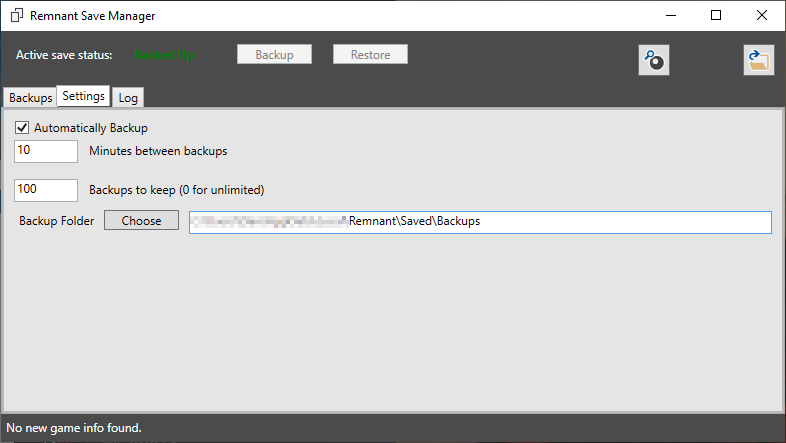 Remnant Save Manager
Active save status: Backed Up Backup Restore
Backups Settings Log
Automatically Backup
10 Minutes between backups
100 Backups to keep (0 for unlimited)
Backup Folder Choose Remnant\Saved\Backups
No new game info found.